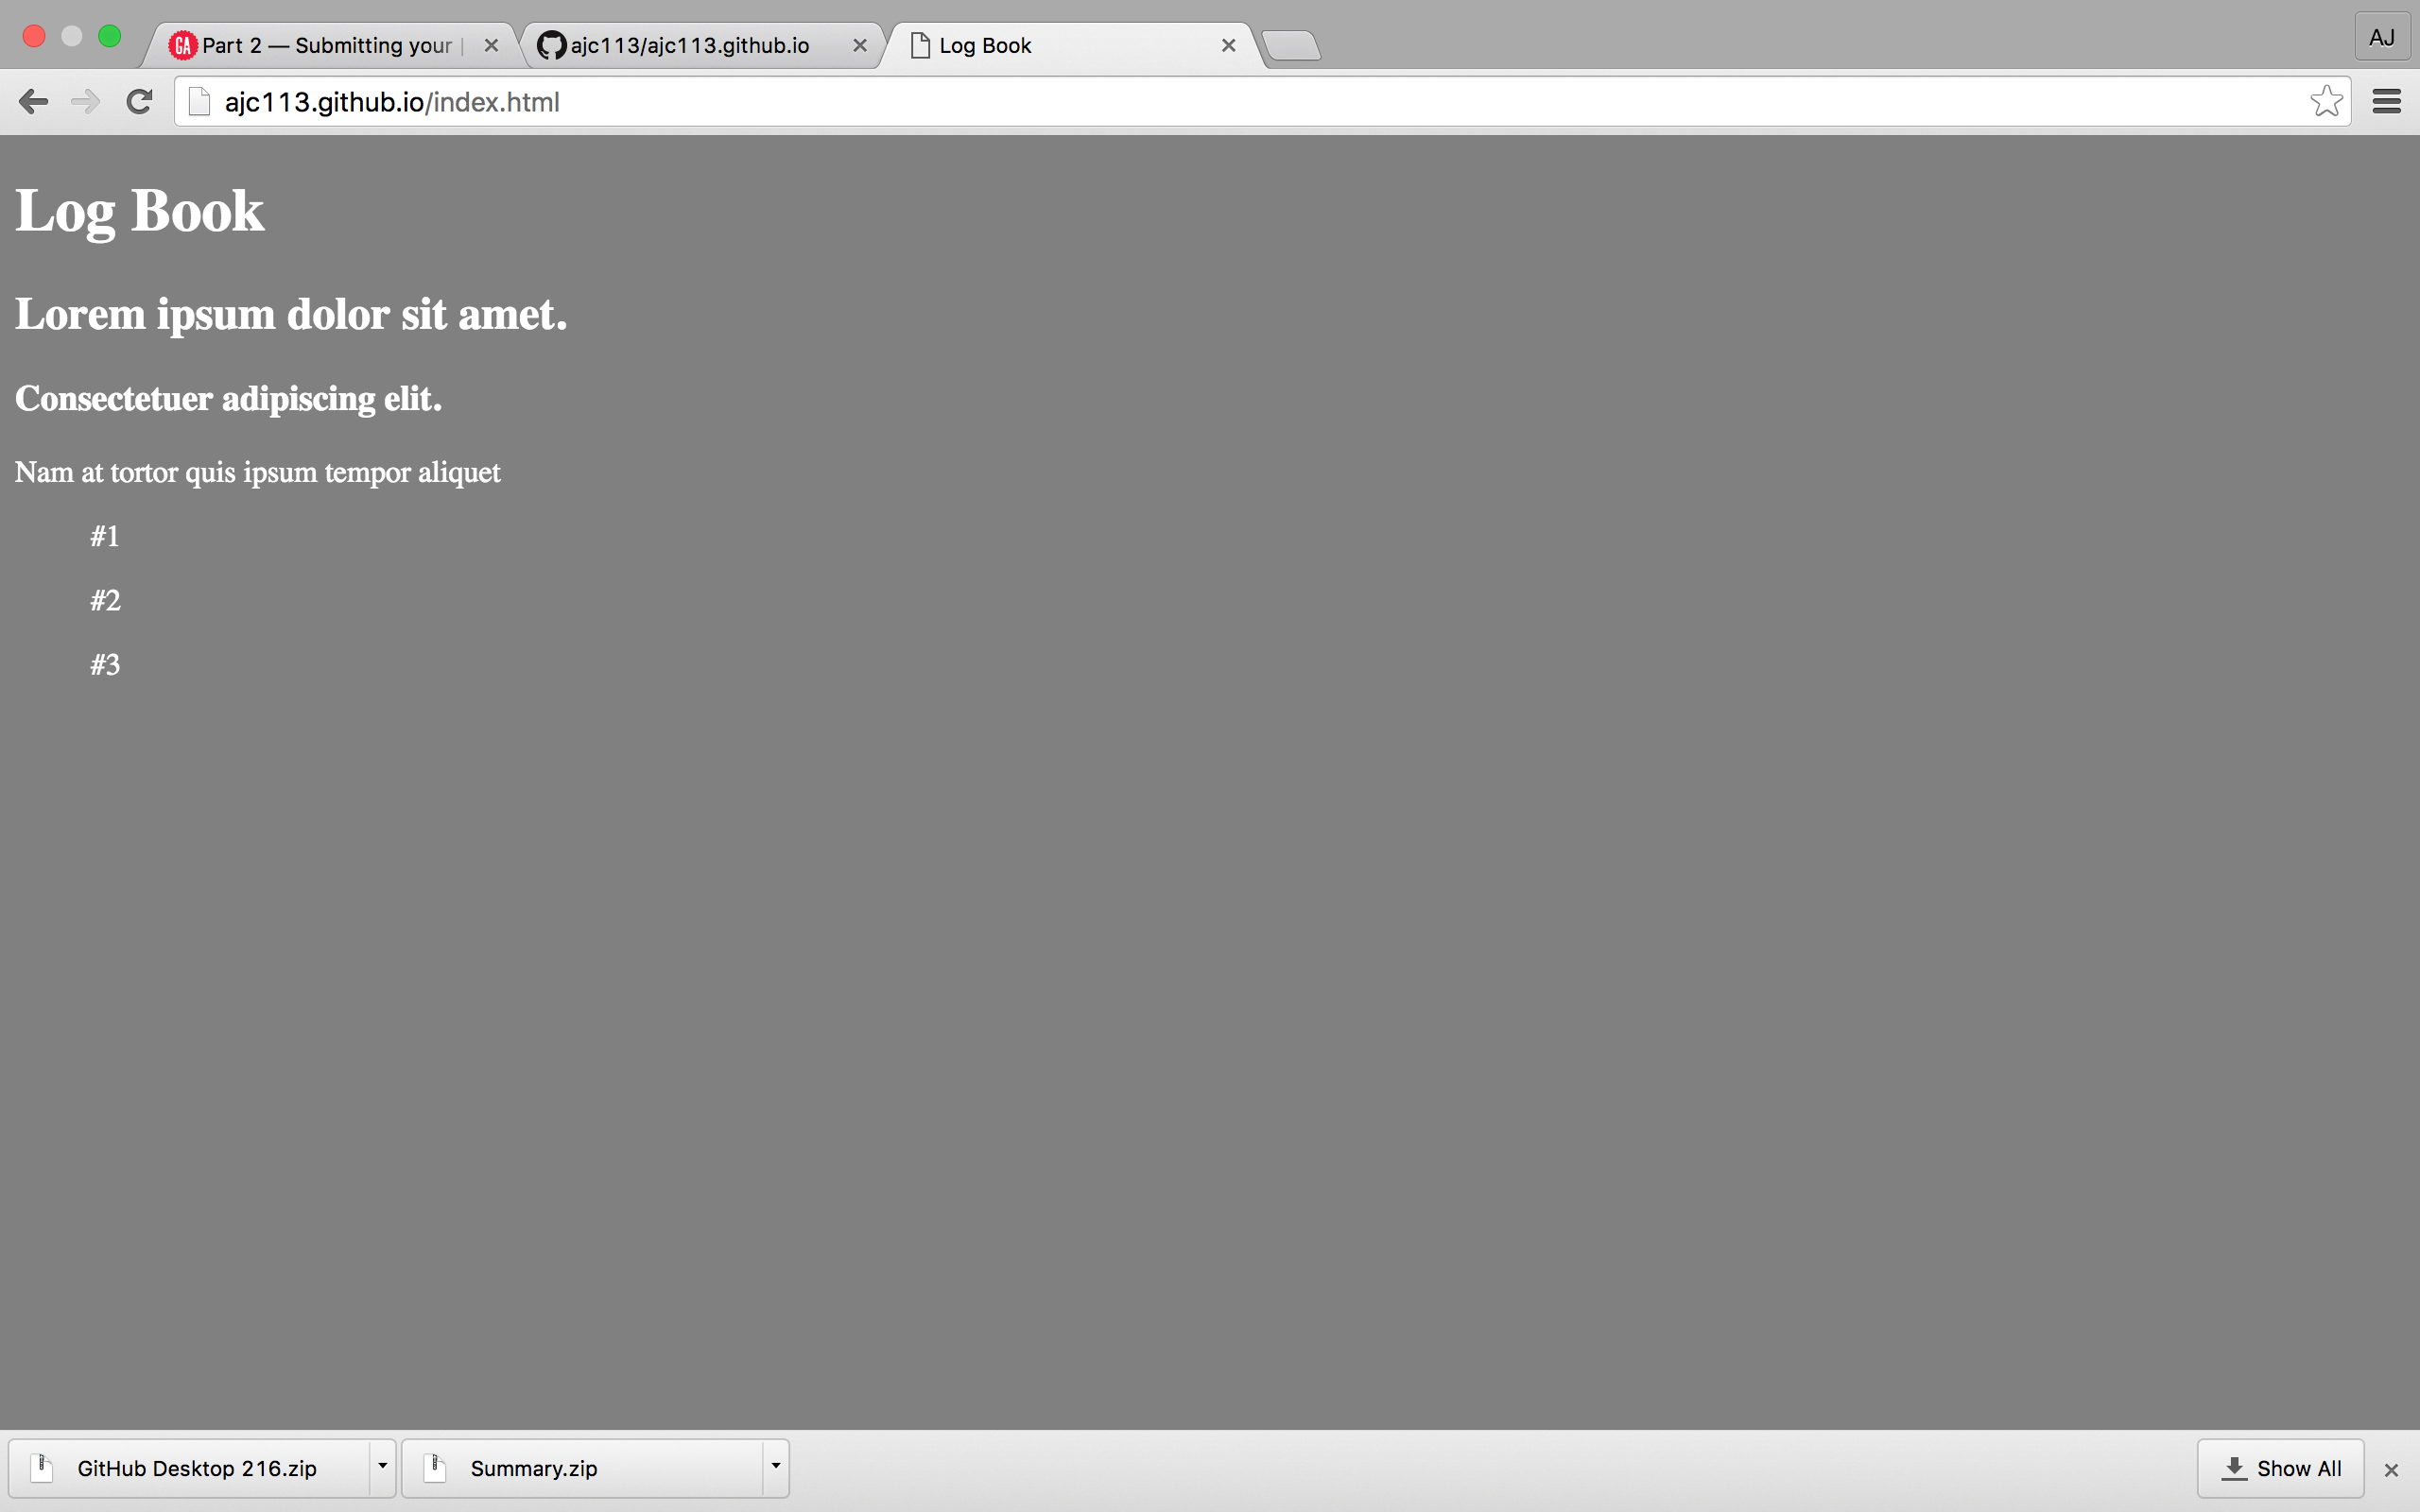 GA Part 2 — Submitting your
ajc113/ajc113.github.io
Log Book
AJ
ajc113.github.io/index.html
Log Book
Lorem ipsum dolor sit amet.
Consectetuer adipiscing elit.
Nam at tortor quis ipsum tempor aliquet
#1
#2
#3
GitHub Desktop 216.zip
Summary.zip
Show All